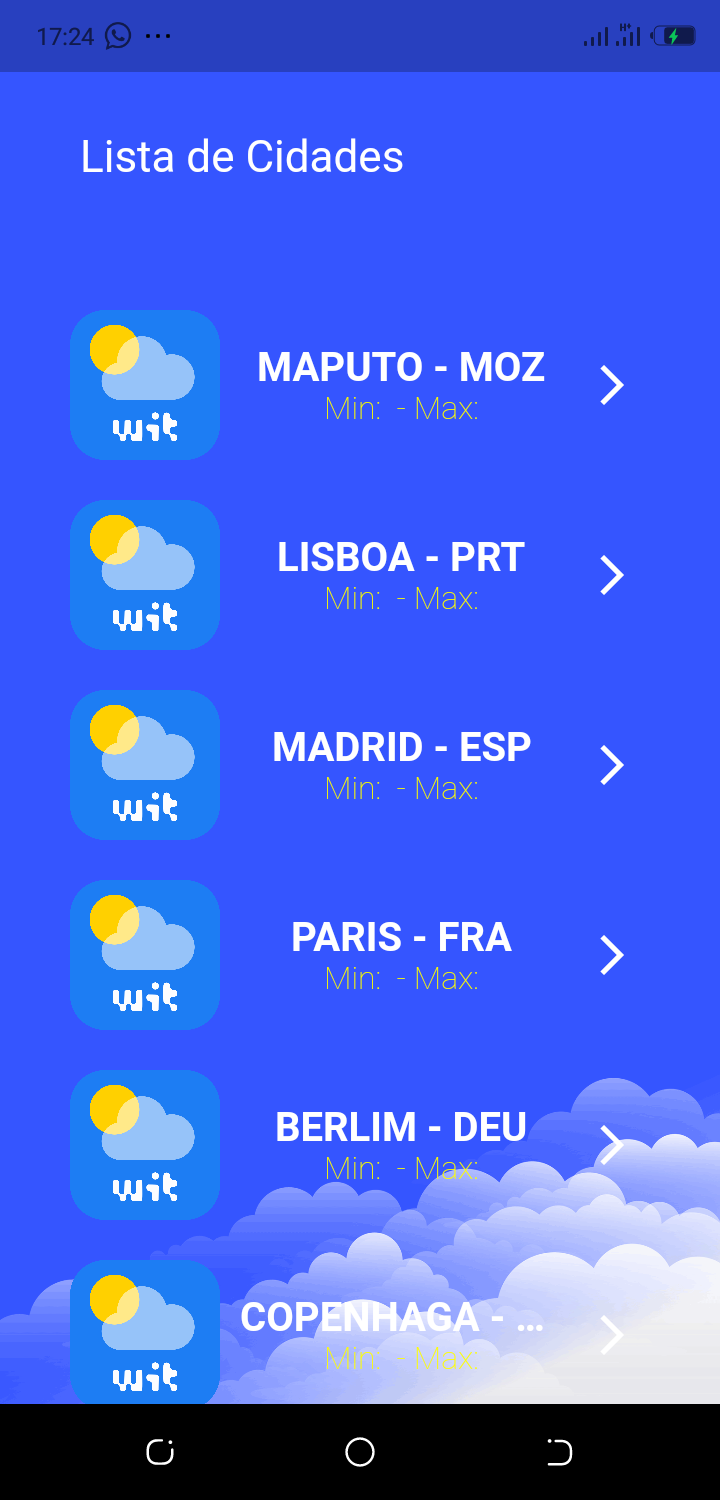 17:24
H+
Lista de Cidades
MAPUTO - MOZ
Min:  - Max:
wit
LISBOA - PRT
Min:  - Max:
wit
MADRID - ESP
Min:  - Max:
wit
PARIS - FRA
Min:  - Max:
wit
BERLIM - DEU
Min:  - Max:
wit
COPENHAGA - ...
Min:  - Max:
wit